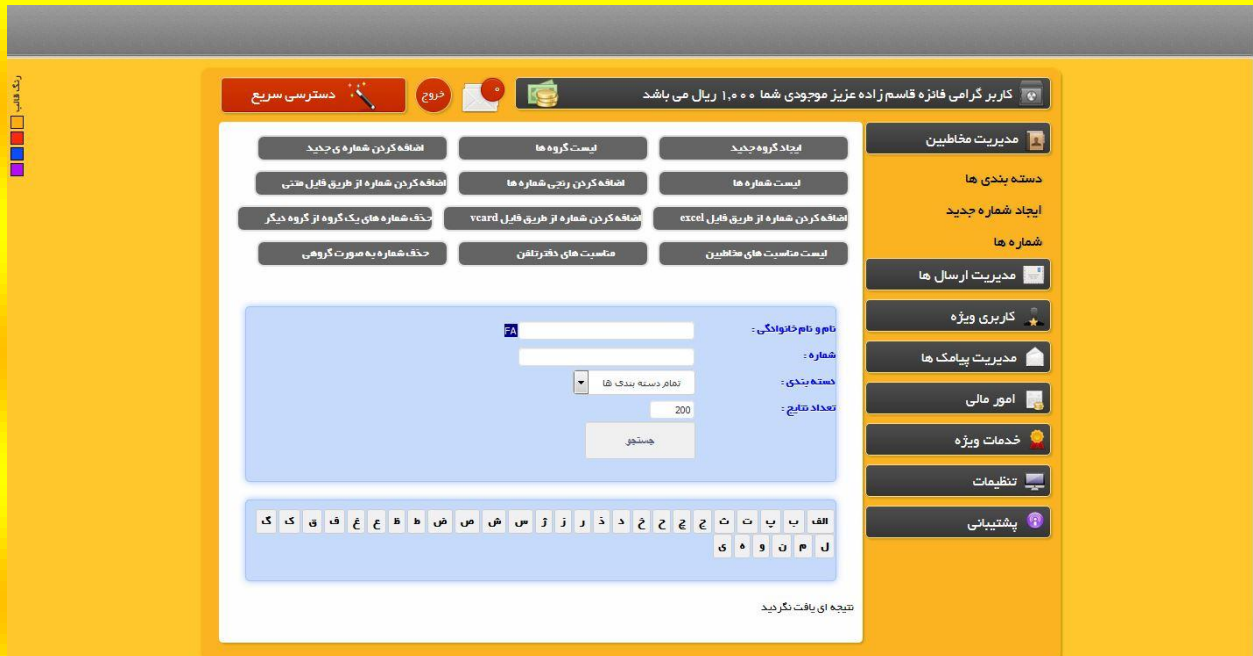 رنگ قالب
کاربر گرامی فائزه قاسم زاده عزیز موجودی شما ۱,۰۰۰ ریال می باشد
۰
خروج
دسترسی سریع
مدیریت مخاطبین
دسته بندی ها
ایجاد شماره جدید
شماره ها
مدیریت ارسال ها
کاربری ویژه
مدیریت پیامک ها
امور مالی
خدمات ویژه
تنظیمات
پشتیبانی
ایجاد گروه جدید لیست گروه ها اضافه کردن شماره ی جدید
لیست شماره ها اضافه کردن رنجی شماره ها اضافه کردن شماره از طریق فایل متنی
اضافه کردن شماره از طریق فایل excel اضافه کردن شماره از طریق فایل vcard حذف شماره های یک گروه از گروه دیگر
لیست مناسبت های مخاطبین مناسبت های دفترتلفن حذف شماره به صورت گروهی
نام و نام خانوادگی : FA
شماره :
دسته بندی : تمام دسته بندی ها
تعداد نتایج : 200
جستجو
الف ب پ ت ث ج چ ح خ د ذ ر ز ژ س ش ص ض ط ظ ع غ ف ق ک گ
ل م ن و ه ی
نتیجه ای یافت نگردید